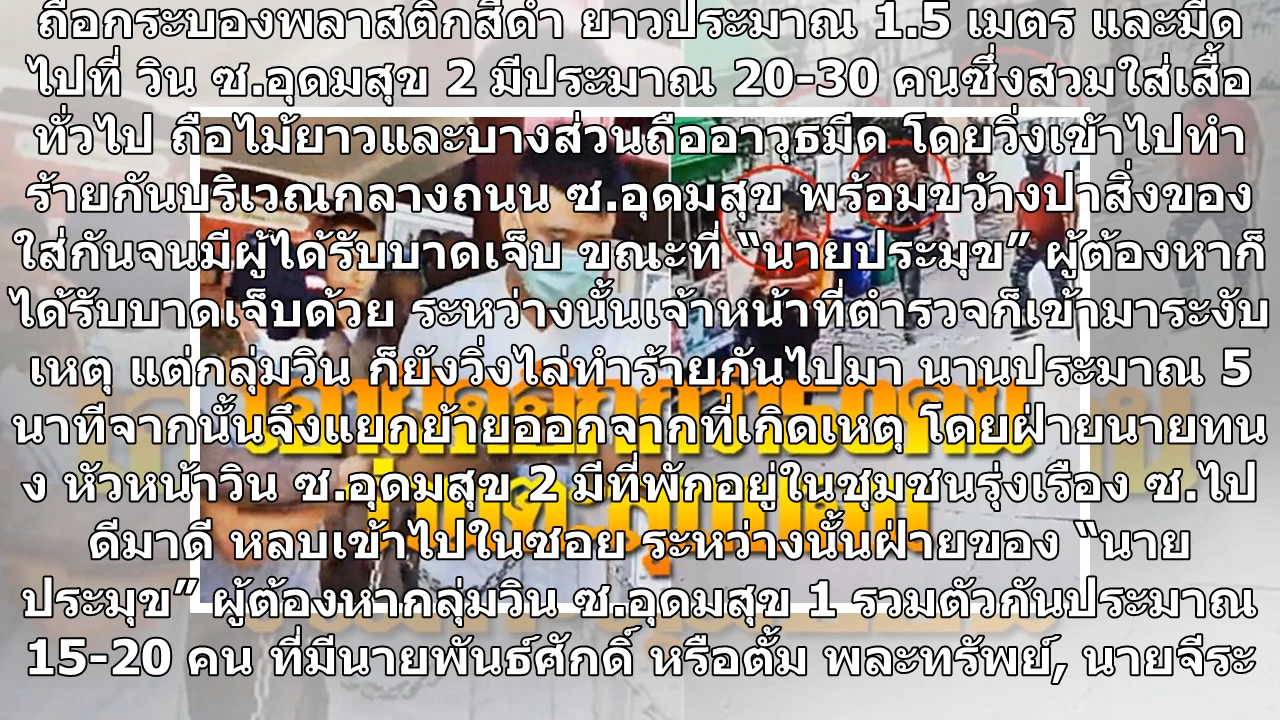 ถือกระบองพลาสติกสีดำ ยาวประมาณ 1.5 เมตร และมีด
ไปที่ วิน ซ.อุดมสุข 2 มีประมาณ 20-30 คนซึ่งสวมใส่เสื้อ
ทั่วไป ถือไม้ยาวและบางส่วนถืออาวุธมีด โดยวิ่งเข้าไปทำ
ร้ายกันบริเวณกลางถนน ซ.อุดมสุข พร้อมขว้างปาสิ่งของ
ใส่กันจนมีผู้ได้รับบาดเจ็บ ขณะที่ “นายประมุข” ผู้ต้องหาก็
ได้รับบาดเจ็บด้วย ระหว่างนั้นเจ้าหน้าที่ตำรวจก็เข้ามาระงับ
เหตุ แต่กลุ่มวิน ก็ยังวิ่งไล่ทำร้ายกันไปมา นานประมาณ 5
นาทีจากนั้นจึงแยกย้ายออกจากที่เกิดเหตุ โดยฝ่ายนายทน
ง หัวหน้าวิน ซ.อุดมสุข 2 มีที่พักอยู่ในชุมชนรุ่งเรือง ซ.ไป
ดีมาดี หลบเข้าไปในซอย ระหว่างนั้นฝ่ายของ “นาย
ประมุข” ผู้ต้องหากลุ่มวิน ซ.อุดมสุข 1 รวมตัวกันประมาณ
15-20 คน ที่มีนายพันธ์ศักดิ์ หรือตั้ม พละทรัพย์, นายจีระ